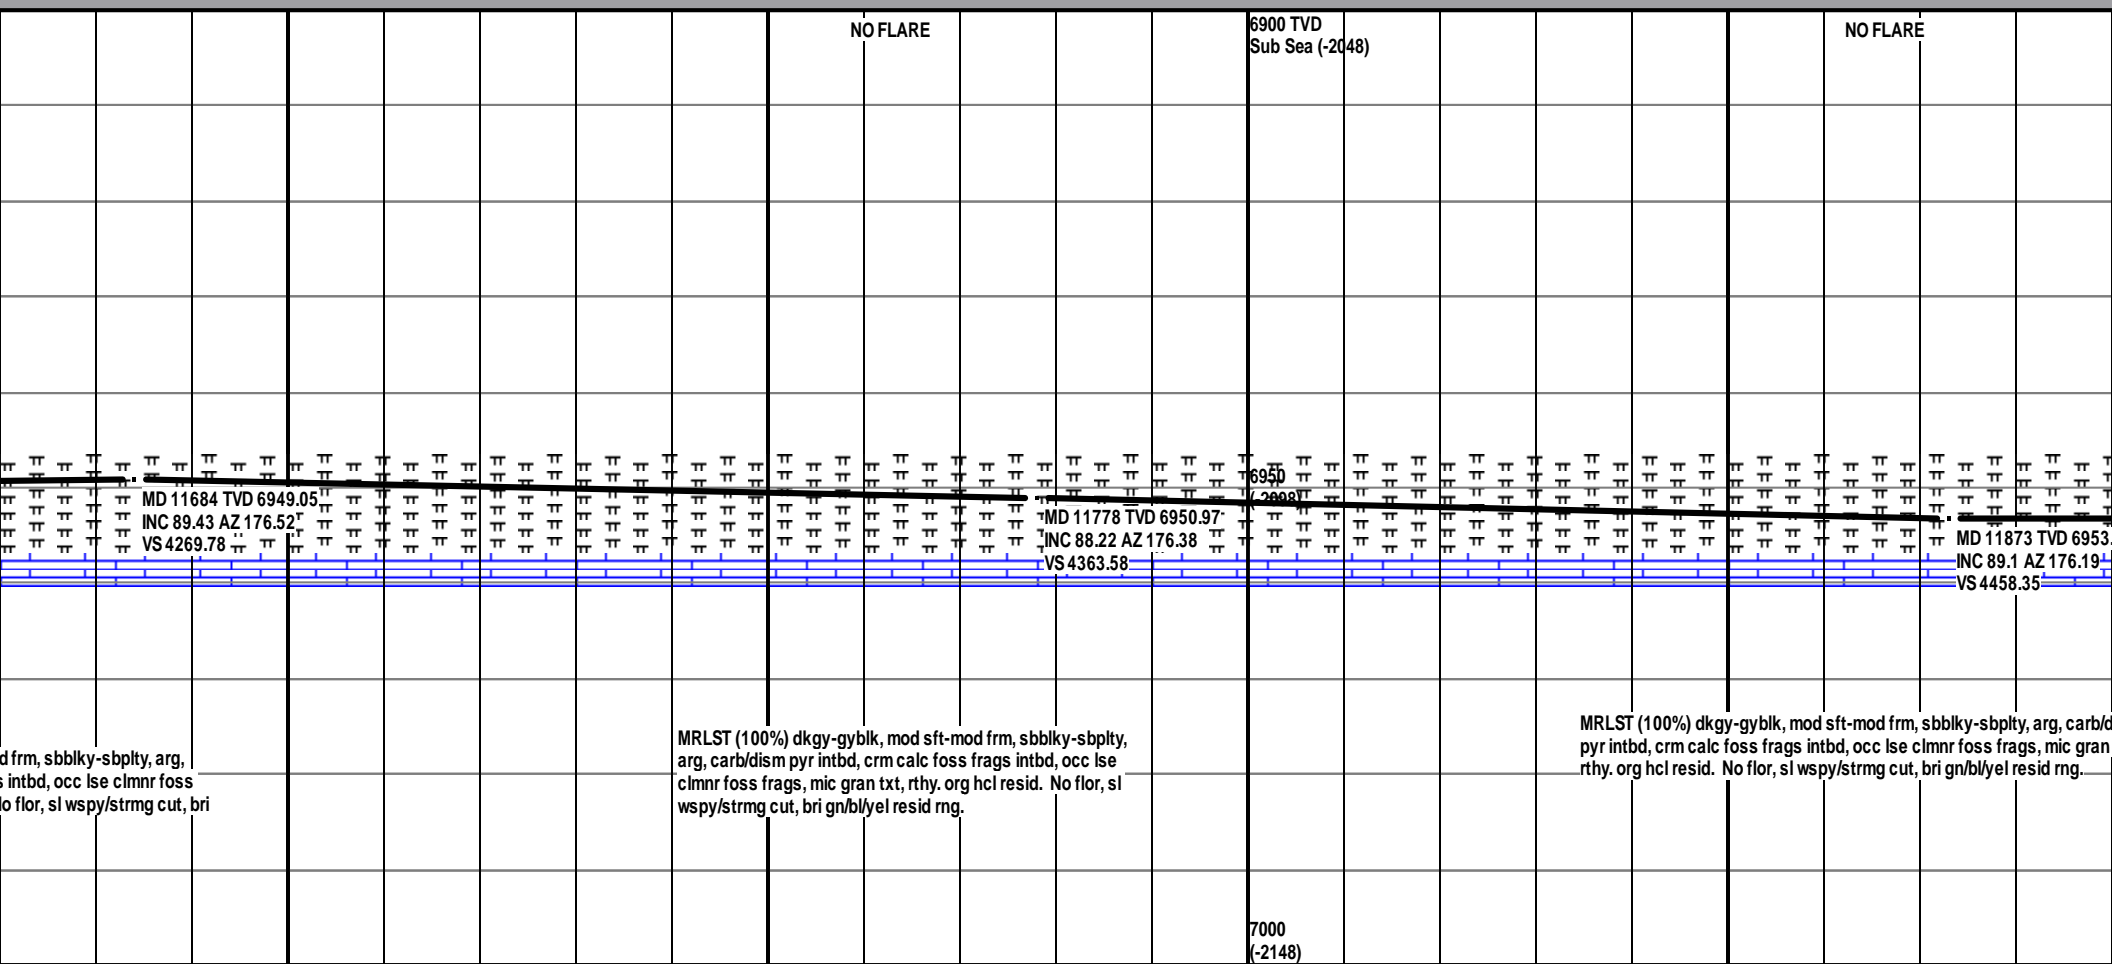 NO FLARE
6900 TVD
Sub Sea (-2048)
NO FLARE
6950
(-2098)
MD 11684 TVD 6949.05
INC 89.43 AZ 176.52
VS 4269.78
MD 11778 TVD 6950.97
INC 88.22 AZ 176.38
VS 4363.58
MD 11873 TVD 6953.
INC 89.1 AZ 176.19
VS 4458.35
d frm, sbblky-sbplty, arg,
s intbd, occ lse clmnr foss
lo flor, sl wspy/strmg cut, bri
MRLST (100%) dkgy-gyblk, mod sft-mod frm, sbblky-sbplty,
arg, carb/dism pyr intbd, crm calc foss frags intbd, occ lse
clmnr foss frags, mic gran txt, rthy. org hcl resid.  No flor, sl
wspy/strmg cut, bri gn/bl/yel resid rng.
MRLST (100%) dkgy-gyblk, mod sft-mod frm, sbblky-sbplty, arg, carb/d
pyr intbd, crm calc foss frags intbd, occ lse clmnr foss frags, mic gran
rthy. org hcl resid.  No flor, sl wspy/strmg cut, bri gn/bl/yel resid rng.
7000
(-2148)